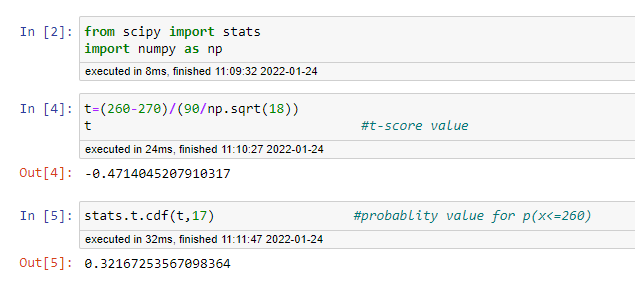 In [2]: from scipy import stats
import numpy as np
executed in 8ms, finished 11:09:32 2022-01-24
In [4]: t=(260-270)/(90/np.sqrt(18))
t #t-score value
executed in 24ms, finished 11:10:27 2022-01-24
Out[4]: -0.4714045207910317
In [5]: stats.t.cdf(t,17) #probablity value for p(x<=260)
executed in 32ms, finished 11:11:47 2022-01-24
Out[5]: 0.32167253567098364